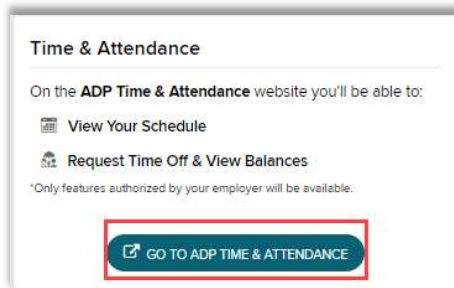 Time & Attendance
On the ADP Time & Attendance website you'll be able to:
View Your Schedule
Request Time Off & View Balances
*Only features authorized by your employer will be available.
GO TO ADP TIME & ATTENDANCE